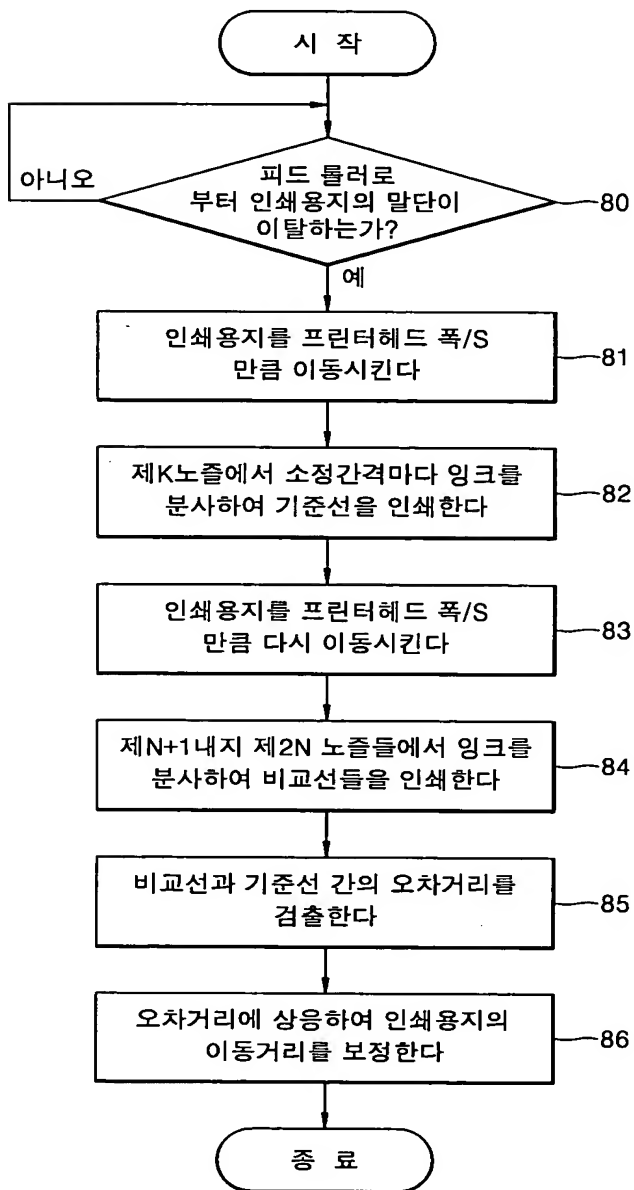 시 작
아니오
피드 롤러로
부터 인쇄용지의 말단이
이탈하는가?
80
예
인쇄용지를 프린터헤드 폭/S
만큼 이동시킨다
81
제K노즐에서 소정간격마다 잉크를
분사하여 기준선을 인쇄한다
82
인쇄용지를 프린터헤드 폭/S
만큼 다시 이동시킨다
83
제N+1내지 제2N 노즐들에서 잉크를
분사하여 비교선들을 인쇄한다
84
비교선과 기준선 간의 오차거리를
검출한다
85
오차거리에 상응하여 인쇄용지의
이동거리를 보정한다
86
종 료